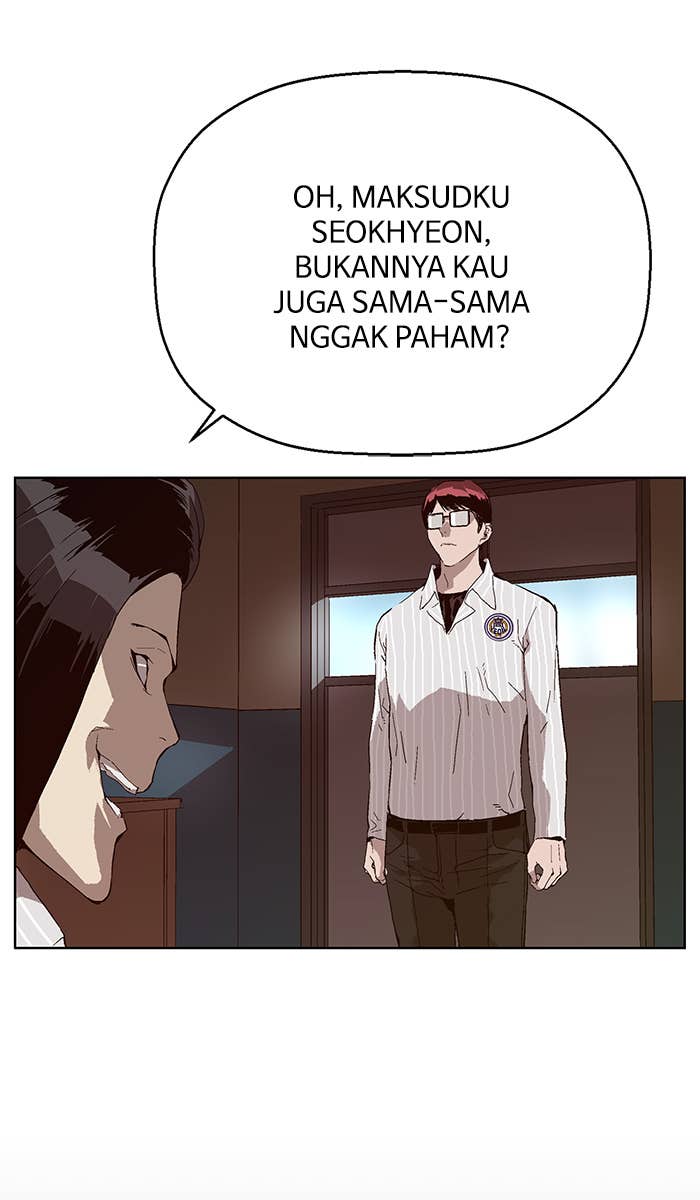 OH, MAKSUDKU
SEOKHYEON,
BUKANNYA KAU
JUGA SAMA-SAMA
NGGAK PAHAM?